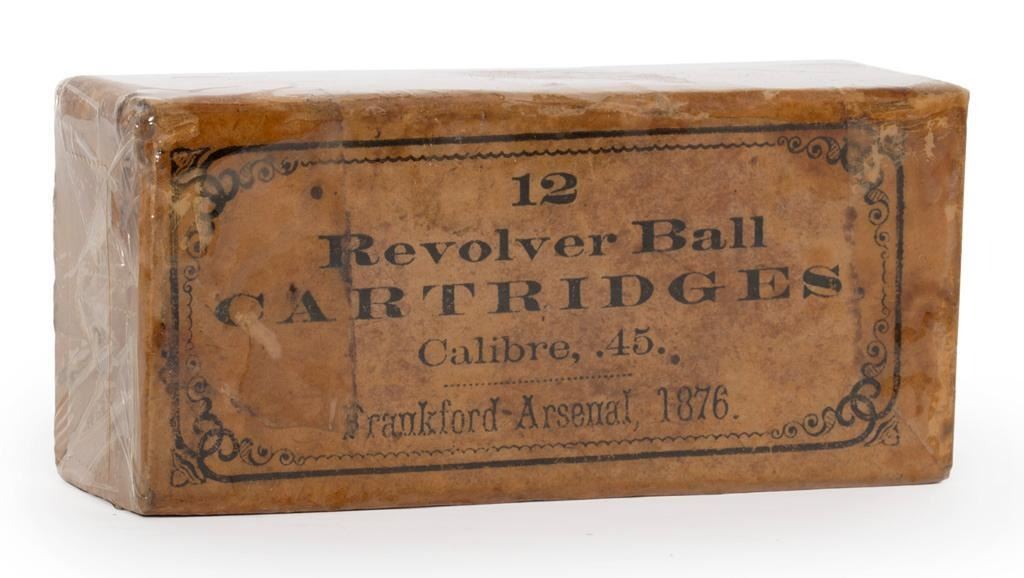 12
Revolver Ball
CARTRIDGES
Calibre, .45.
Frankford Arsenal, 1876.